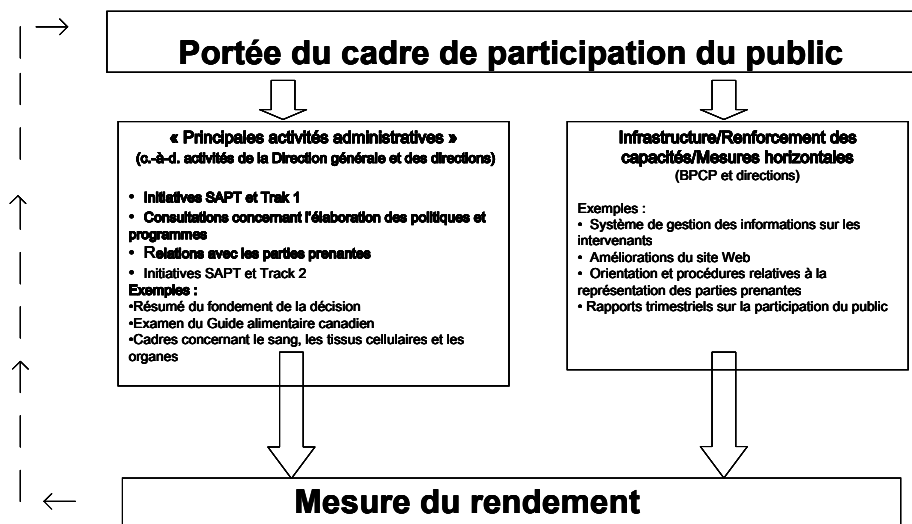 Portée du cadre de participation du public
« Principales activités administratives »
(c.-à-d. activités de la Direction générale et des directions)
• Initiatives SAPT et Trak 1
• Consultations concernant l'élaboration des politiques et
programmes
• Relations avec les parties prenantes
• Initiatives SAPT et Track 2
Exemples :
•Résumé du fondement de la décision
•Examen du Guide alimentaire canadien
•Cadres concernant le sang, les tissus cellulaires et les
organes
Infrastructure/Renforcement des
capacités/Mesures horizontales
(BPCP et directions)
Exemples :
• Système de gestion des informations sur les
intervenants
• Améliorations du site Web
• Orientation et procédures relatives à la
représentation des parties prenantes
• Rapports trimestriels sur la participation du public
Mesure du rendement